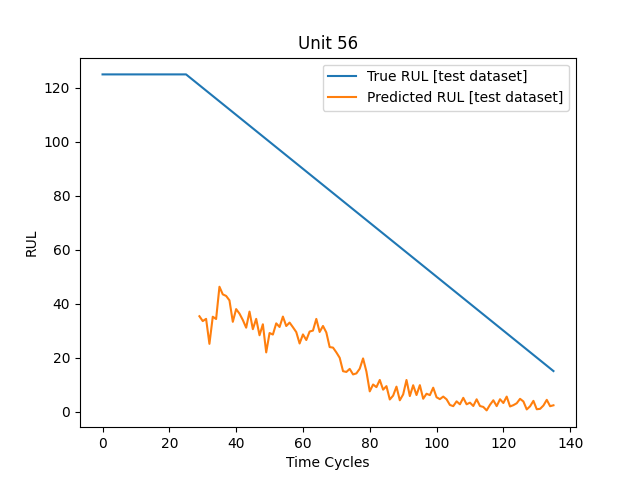 Unit 56
True RUL [test dataset]
Predicted RUL [test dataset]
120
100
80
60
40
20
0
RUL
0 20 40 60 80 100 120 140
Time Cycles